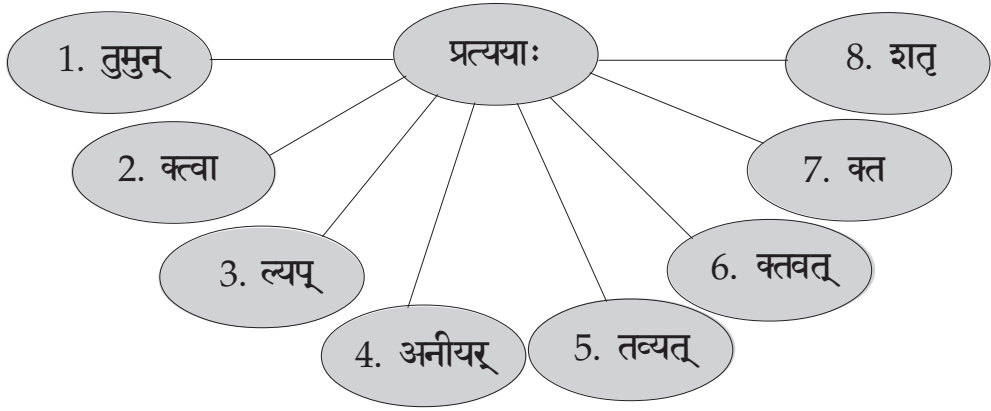 प्रत्ययाः
1. तुमुन्
2. क्त्वा
3. ल्यप्
4. अनीयर्
5. तव्यत्
6. क्तवत्
7. क्त
8. शतृ